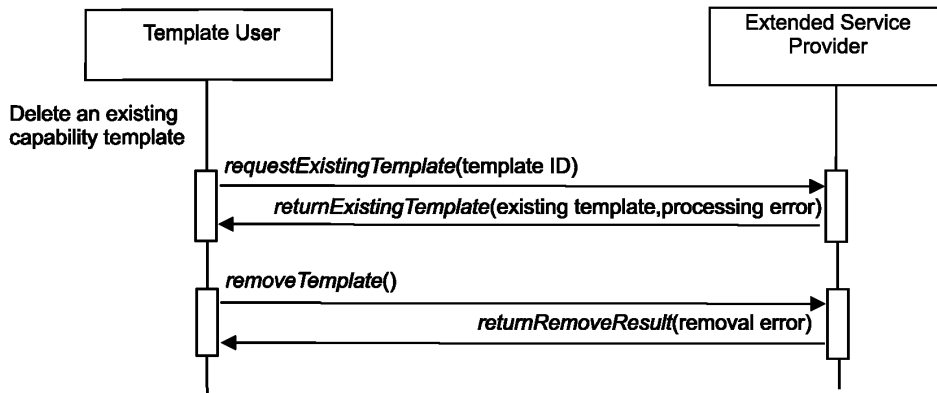 Template User
Extended Service
Provider
Delete an existing
capability template
requestExistingTemplate(template ID)
returnExistingTemplate(existing template,processing error)
removeTemplate()
returnRemoveResult(removal error)